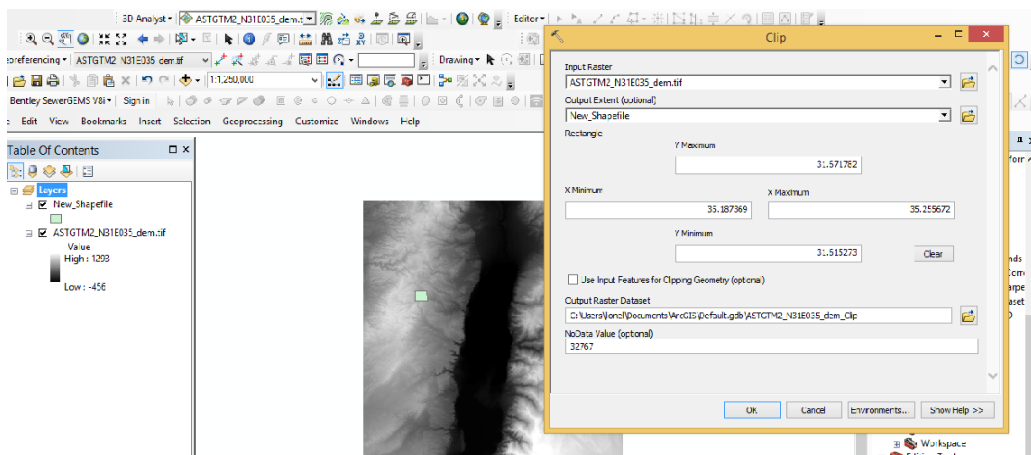 3D Analyst
ASTGTM2_N31E035_dem.t
Editor
ASTGTM2_N31E035_dem.tif
1:1,250,000
Drawing
Bentley SewerGEMS V8i Sign in
Edit View Bookmarks Insert Selection Geoprocessing Customize Windows Help
Table Of Contents
Layers
New_Shapefile
ASTGTM2_N31E035_dem.tif
Value
High : 1293
Low : -456
Clip
Input Raster
ASTGTM2_N31E035_dem.tif
Output Extent (optional)
New_Shapefile
Rectangle
Y Maximum
31.571782
X Minimum
X Maximum
35.187369
35.255672
Y Minimum
31.515273
Clear
Use Input Features for Clipping Geometry (optional)
Output Raster Dataset
C:\Users\lonel\Documents\ArcGIS\Default.gdb\ASTGTM2_N31E035_dem_Clip
NoData Value (optional)
32767
OK
Cancel
Environments...
Show Help >>
Workspace